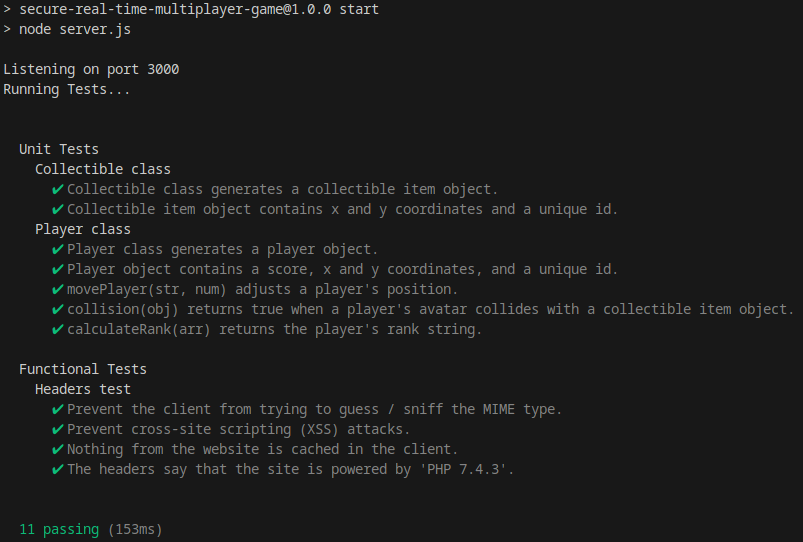 > secure-real-time-multiplayer-game@1.0.0 start
> node server.js
Listening on port 3000
Running Tests...
Unit Tests
Collectible class
✔ Collectible class generates a collectible item object.
✔ Collectible item object contains x and y coordinates and a unique id.
Player class
✔ Player class generates a player object.
✔ Player object contains a score, x and y coordinates, and a unique id.
✔ movePlayer(str, num) adjusts a player's position.
✔ collision(obj) returns true when a player's avatar collides with a collectible item object.
✔ calculateRank(arr) returns the player's rank string.
Functional Tests
Headers test
✔ Prevent the client from trying to guess / sniff the MIME type.
✔ Prevent cross-site scripting (XSS) attacks.
✔ Nothing from the website is cached in the client.
✔ The headers say that the site is powered by 'PHP 7.4.3'.
11 passing (153ms)